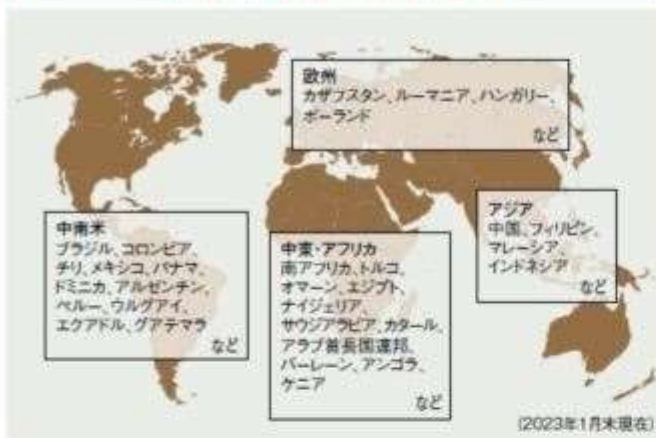 欧州
カザフスタン、ルーマニア、ハンガリー、
ポーランド
など
中南米
ブラジル、コロンビア、
チリ、メキシコ、パナマ、
ドミニカ、アルゼンチン、
ペルー、ウルグアイ、
エクアドル、グアテマラ
など
中東・アフリカ
南アフリカ、トルコ、
オマーン、エジプト、
ナイジェリア、
サウジアラビア、カタール、
アラブ首長国連邦、
バーレーン、アンゴラ、
ケニア
など
アジア
中国、フィリピン、
マレーシア、
インドネシア
など
(2023年1月末現在)